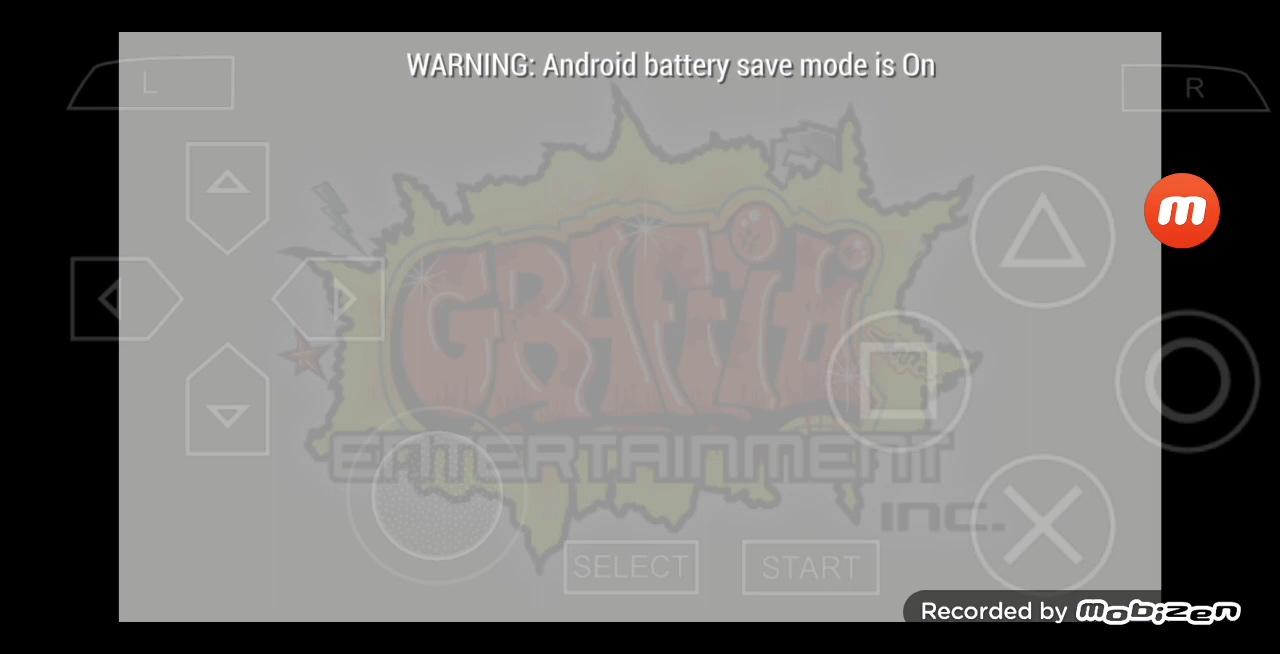 WARNING: Android battery save mode is On
L
R
m
GRAFFITI
ENTERTAINMENT
INC.
SELECT
START
Recorded by mobizen